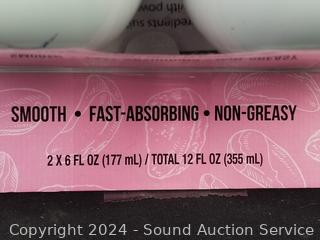 SMOOTH • FAST-ABSORBING • NON-GREASY
2 X 6 FL OZ (177 mL) / TOTAL 12 FL OZ (355 mL)
Copyright 2024 - Sound Auction Service